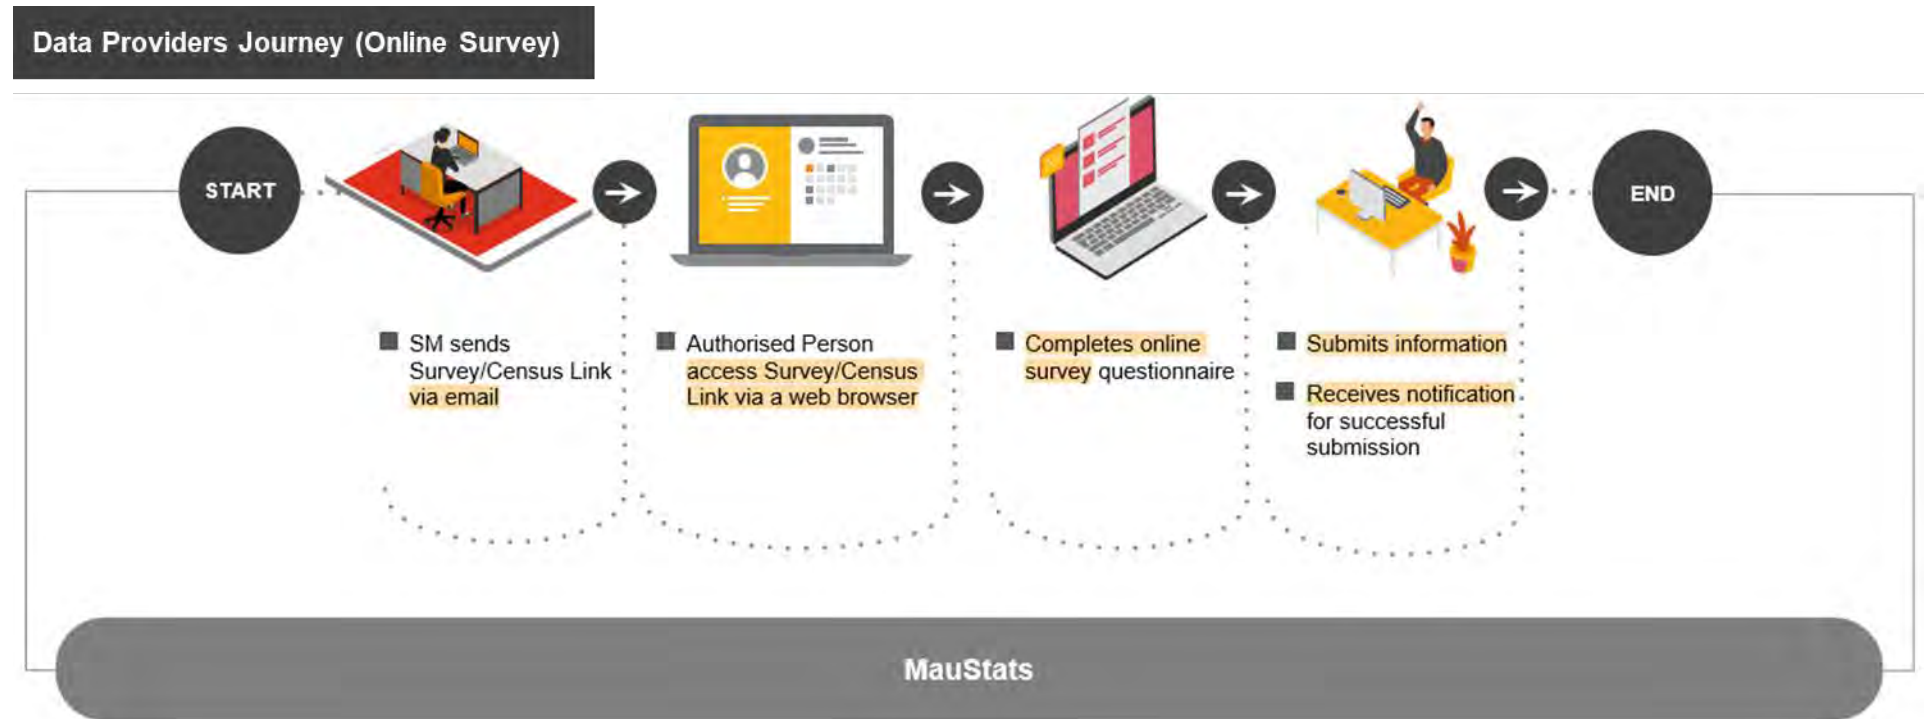 Data Providers Journey (Online Survey)
START
END
SM sends
Survey/Census Link
via email
Authorised Person
access Survey/Census
Link via a web browser
Completes online
survey questionnaire
Submits information
Receives notification
for successful
submission
MauStats